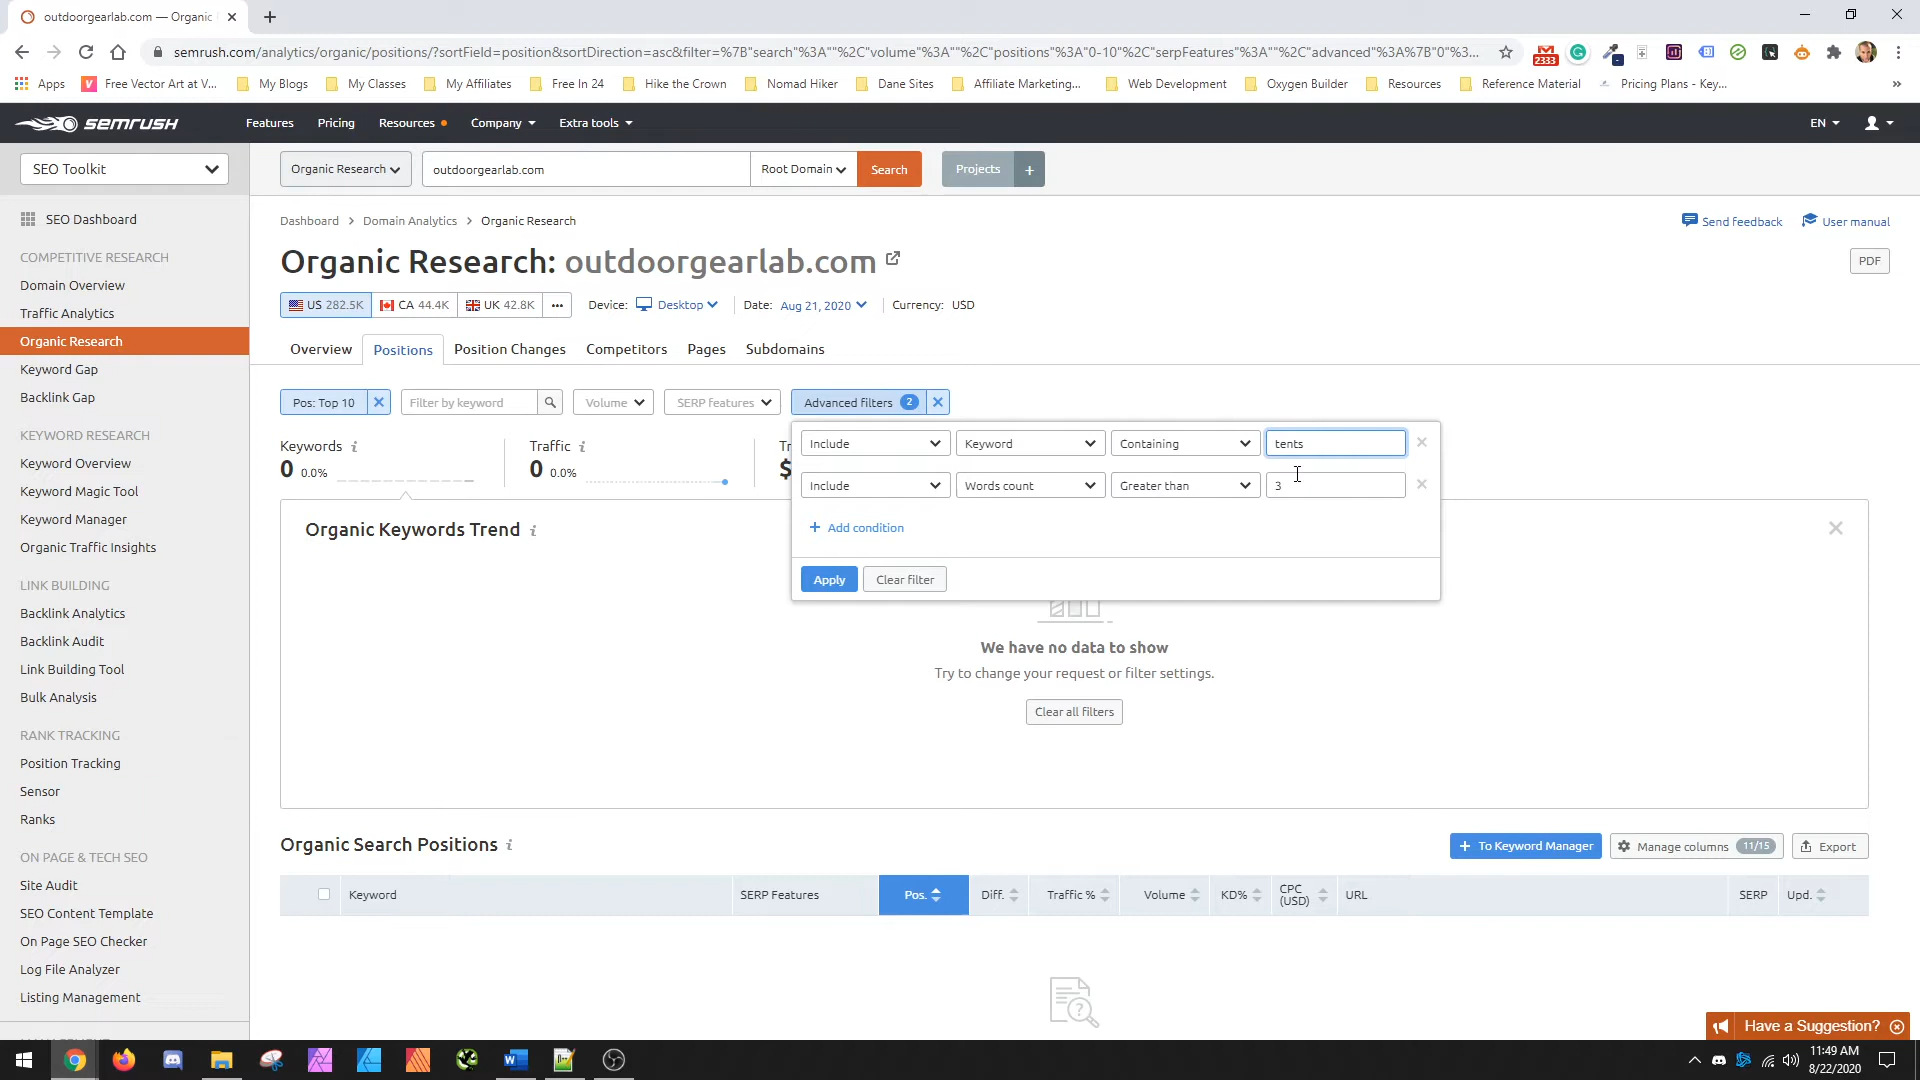 outdoorgearlab.com — Organic
semrush.com/analytics/organic/positions/?sortField=position&sortDirection=asc&filter=%7B"search"%3A""%2C"volume"%3A""%2C"positions"%3A"0-10"%2C"serpFeatures"%3A""%2C"advanced"%3A%7B"0"%3...
2333
Apps Free Vector Art at V... My Blogs My Classes My Affiliates Free In 24 Hike the Crown Nomad Hiker Dane Sites Affiliate Marketing... Web Development Oxygen Builder Resources Reference Material Pricing Plans - Key... »
SEMRUSH Features Pricing Resources Company Extra tools EN
SEO Toolkit Organic Research outdoorgearlab.com Root Domain Search Projects +
SEO Dashboard
COMPETITIVE RESEARCH
Domain Overview
Traffic Analytics
Organic Research
Keyword Gap
Backlink Gap
KEYWORD RESEARCH
Keyword Overview
Keyword Magic Tool
Keyword Manager
Organic Traffic Insights
LINK BUILDING
Backlink Analytics
Backlink Audit
Link Building Tool
Bulk Analysis
RANK TRACKING
Position Tracking
Sensor
Ranks
ON PAGE & TECH SEO
Site Audit
SEO Content Template
On Page SEO Checker
Log File Analyzer
Listing Management
Dashboard > Domain Analytics > Organic Research Send feedback User manual
Organic Research: outdoorgearlab.com PDF
US 282.5K CA 44.4K UK 42.8K ... Device: Desktop Date: Aug 21, 2020 Currency: USD
Overview Positions Position Changes Competitors Pages Subdomains
Pos: Top 10 Filter by keyword Volume SERP features Advanced filters 2
Keywords i Traffic i Tr
0 0.0% 0 0.0% $
Include Keyword Containing tents
Include Words count Greater than 3
+ Add condition
Apply Clear filter
Organic Keywords Trend i
We have no data to show
Try to change your request or filter settings.
Clear all filters
Organic Search Positions i + To Keyword Manager Manage columns 11/15 Export
Keyword SERP Features Pos. Diff. Traffic % Volume KD% CPC (USD) URL SERP Upd.
Have a Suggestion?
11:49 AM
8/22/2020